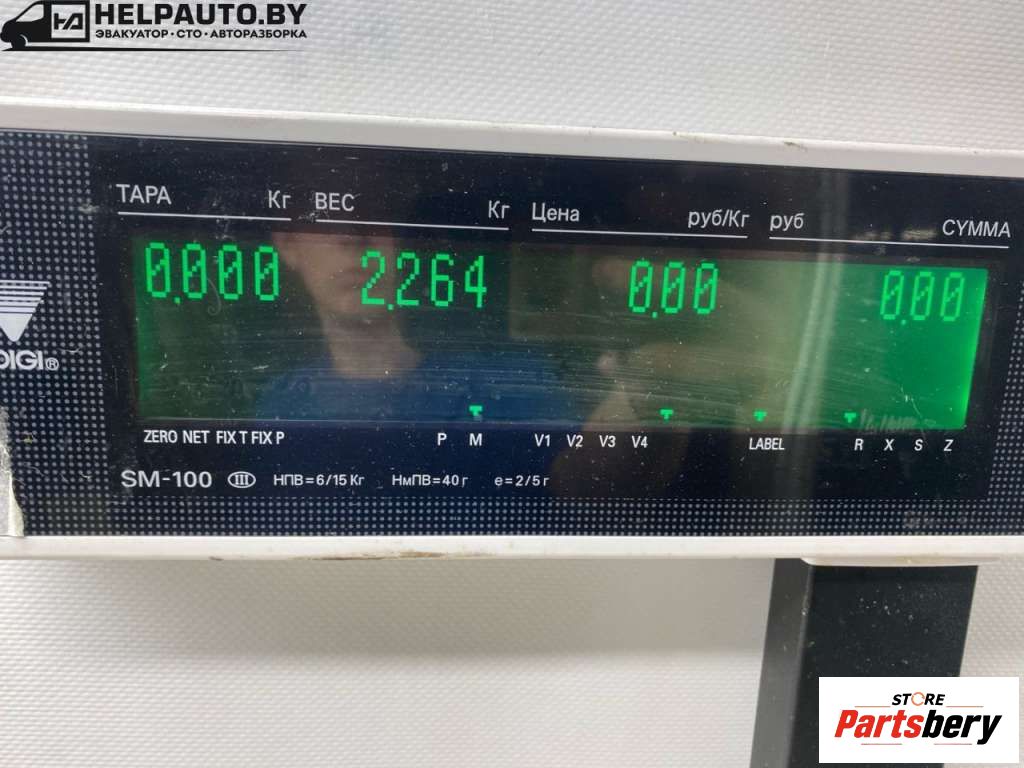 HELPAUTO.BY
ЭВАКУАТОР · СТО · АВТОРАЗБОРКА
ТАРА Кг ВЕС Кг Цена руб/Кг руб СУММА
0.000 2.264 0.00 0.00
DIGI®
ZERO NET FIX T FIX P P M V1 V2 V3 V4 LABEL R X S Z
SM-100 III НПВ=6/15 Кг НмПВ=40 г e=2/5 г
STORE
Partsbery